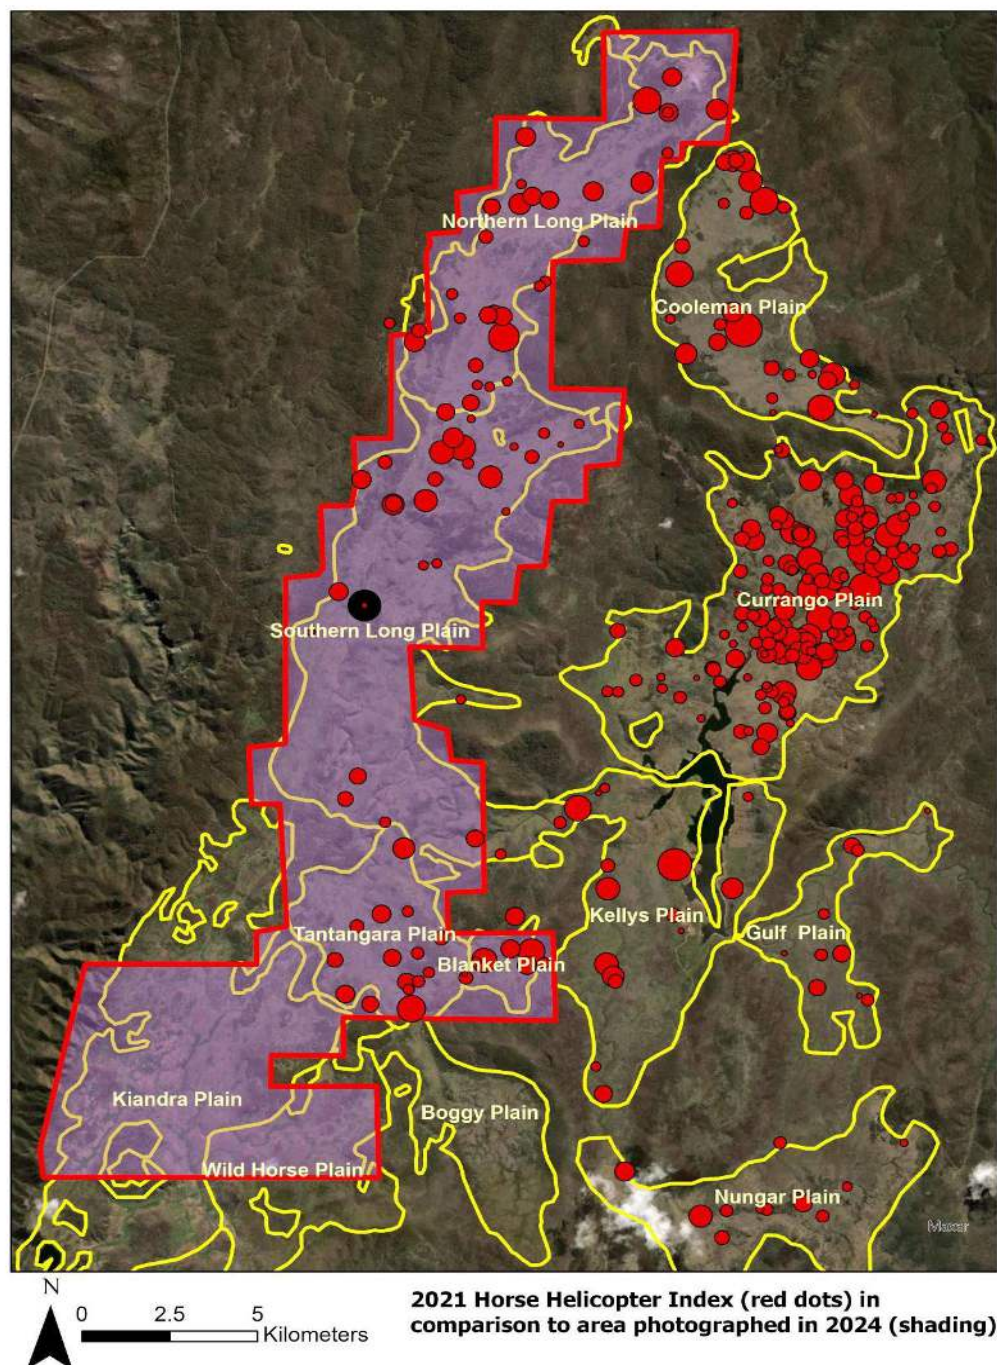 Northern Long Plain
Cooleman Plain
Currango Plain
Southern Long Plain
Kellys Plain
Tantangara Plain
Gulf Plain
Blanket Plain
Kiandra Plain
Boggy Plain
Wild Horse Plain
Nungar Plain
Maxar
N
0 2.5 5
Kilometers
2021 Horse Helicopter Index (red dots) in
comparison to area photographed in 2024 (shading)